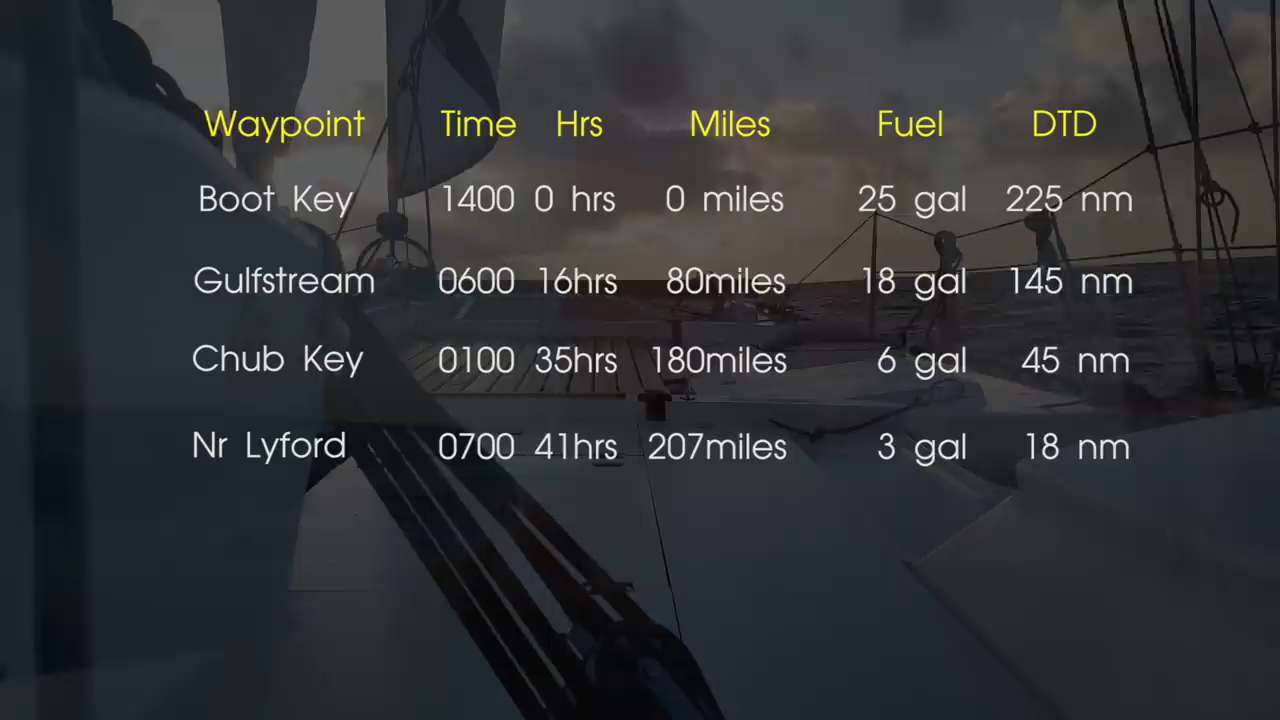 Waypoint Time Hrs Miles Fuel DTD
Boot Key 1400 0 hrs 0 miles 25 gal 225 nm
Gulfstream 0600 16hrs 80miles 18 gal 145 nm
Chub Key 0100 35hrs 180miles 6 gal 45 nm
Nr Lyford 0700 41hrs 207miles 3 gal 18 nm